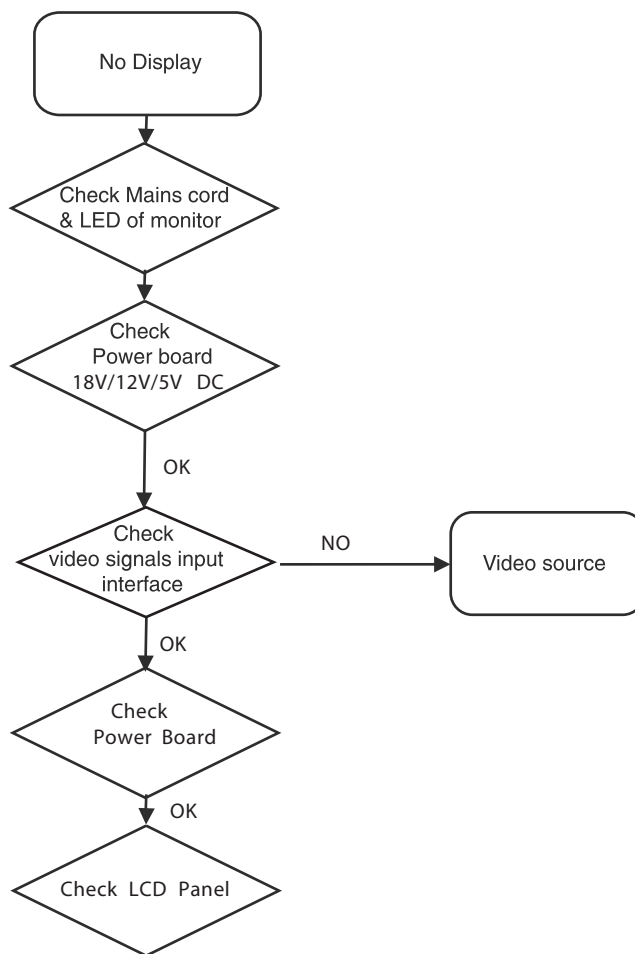 No Display
Check Mains cord
& LED of monitor
Check
Power board
18V/12V/5V DC
OK
Check
video signals input
interface
NO
Video source
OK
Check
Power Board
OK
Check LCD Panel